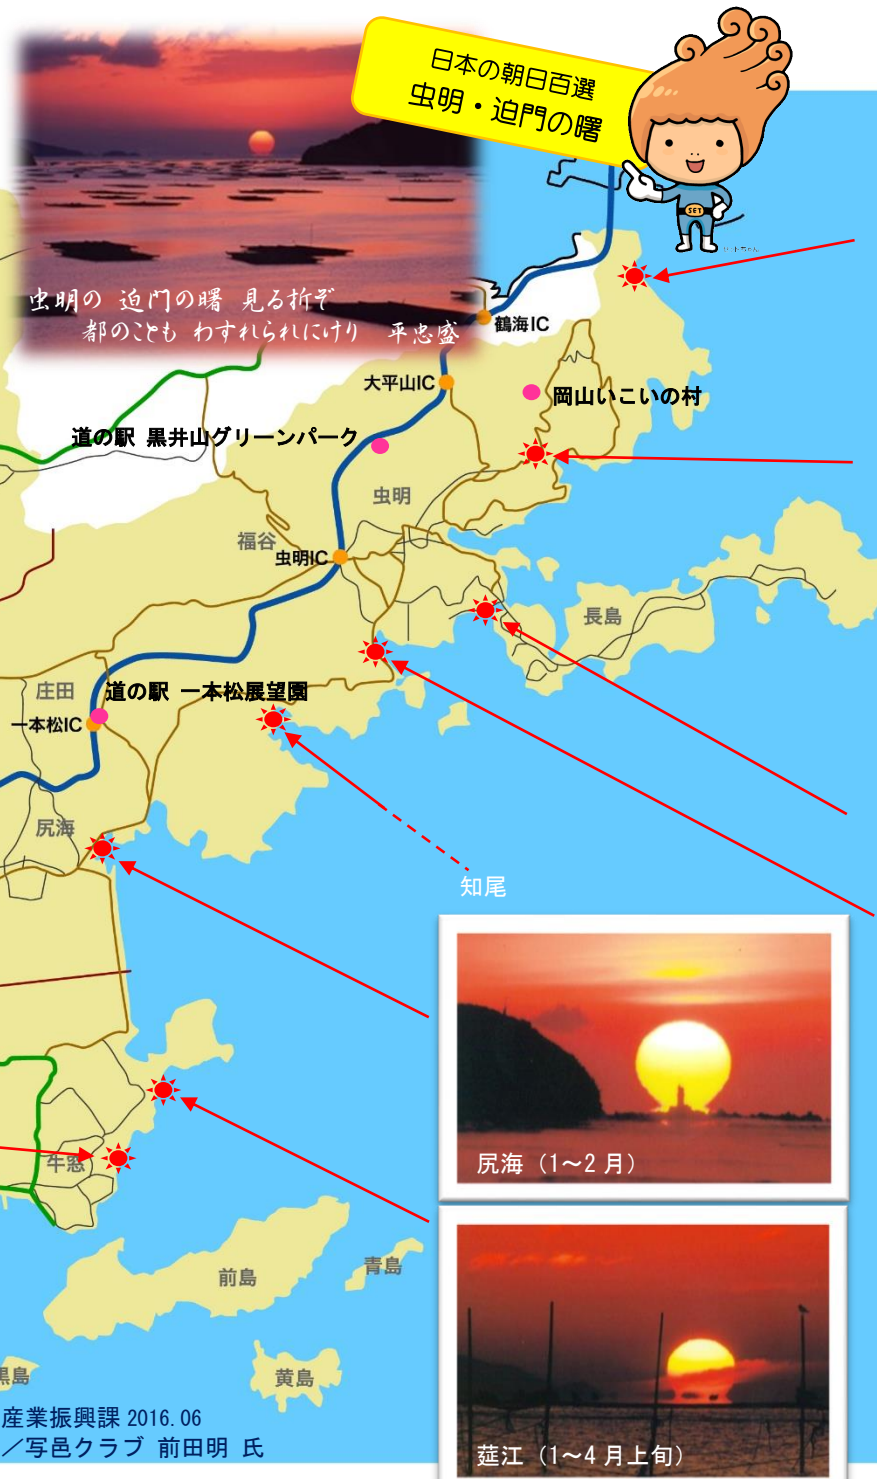 日本の朝日百選
虫明・迫門の曙
SET
虫明の 迫門の曙 見る折ぞ
都のことも わすれられにけり 平忠盛
鶴海IC
大平山IC
岡山いこいの村
道の駅 黒井山グリーンパーク
虫明
福谷
虫明IC
長島
庄田
道の駅 一本松展望園
一本松IC
尻海
知尾
尻海（1～2月）
牛窓
前島
青島
黄島
黒島
産業振興課 2016.06
／写邑クラブ 前田明 氏
莚江（1～4月上旬）